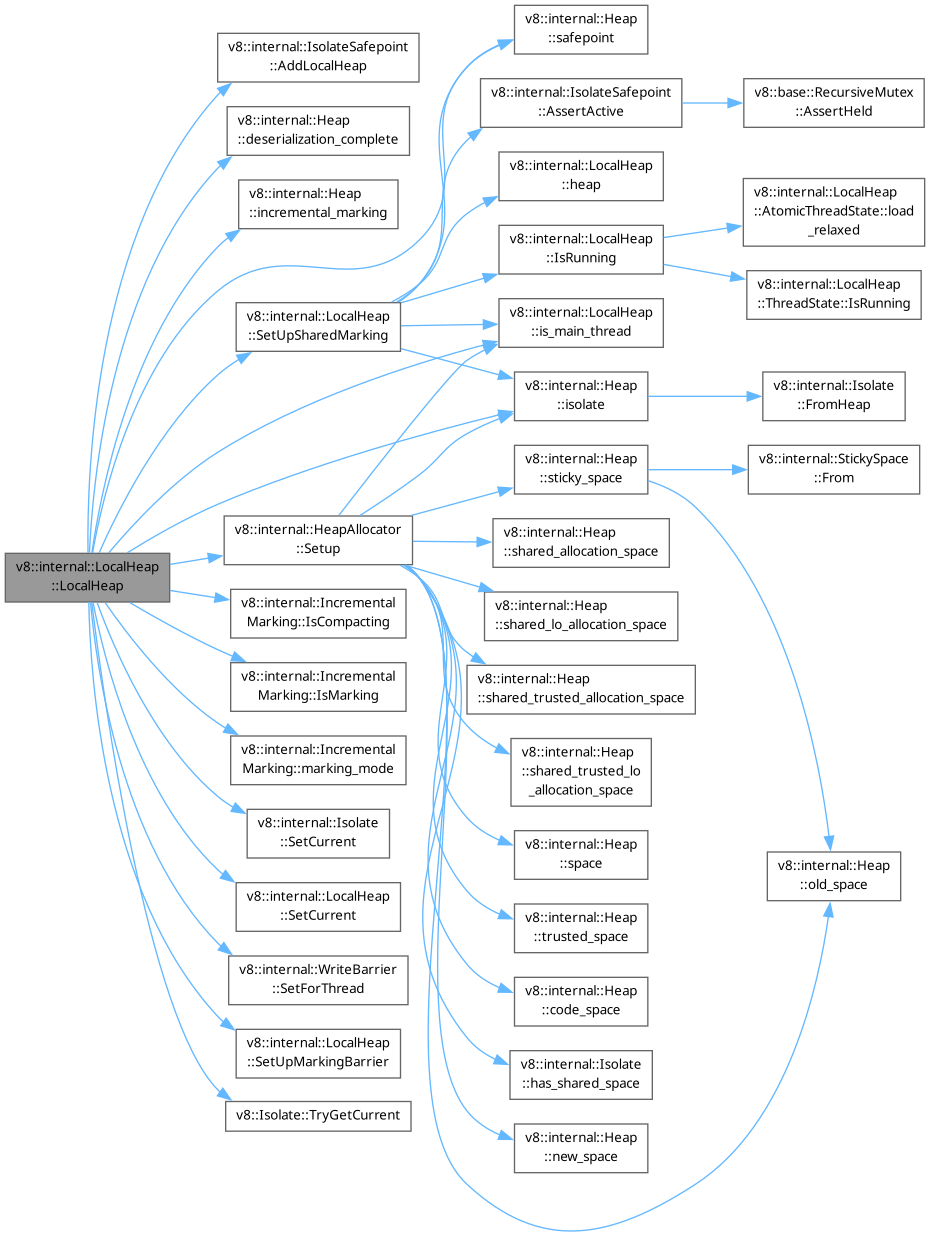 v8::internal::LocalHeap
::LocalHeap
v8::internal::IsolateSafepoint
::AddLocalHeap
v8::internal::Heap
::deserialization_complete
v8::internal::Heap
::incremental_marking
v8::internal::LocalHeap
::SetUpSharedMarking
v8::internal::HeapAllocator
::Setup
v8::internal::Incremental
Marking::IsCompacting
v8::internal::Incremental
Marking::IsMarking
v8::internal::Incremental
Marking::marking_mode
v8::internal::Isolate
::SetCurrent
v8::internal::LocalHeap
::SetCurrent
v8::internal::WriteBarrier
::SetForThread
v8::internal::LocalHeap
::SetUpMarkingBarrier
v8::Isolate::TryGetCurrent
v8::internal::Heap
::safepoint
v8::internal::IsolateSafepoint
::AssertActive
v8::internal::LocalHeap
::heap
v8::internal::LocalHeap
::IsRunning
v8::internal::LocalHeap
::is_main_thread
v8::internal::Heap
::isolate
v8::internal::Heap
::sticky_space
v8::internal::Heap
::shared_allocation_space
v8::internal::Heap
::shared_lo_allocation_space
v8::internal::Heap
::shared_trusted_allocation_space
v8::internal::Heap
::shared_trusted_lo
_allocation_space
v8::internal::Heap
::space
v8::internal::Heap
::trusted_space
v8::internal::Heap
::code_space
v8::internal::Isolate
::has_shared_space
v8::internal::Heap
::new_space
v8::base::RecursiveMutex
::AssertHeld
v8::internal::LocalHeap
::AtomicThreadState::load
_relaxed
v8::internal::LocalHeap
::ThreadState::IsRunning
v8::internal::Isolate
::FromHeap
v8::internal::StickySpace
::From
v8::internal::Heap
::old_space